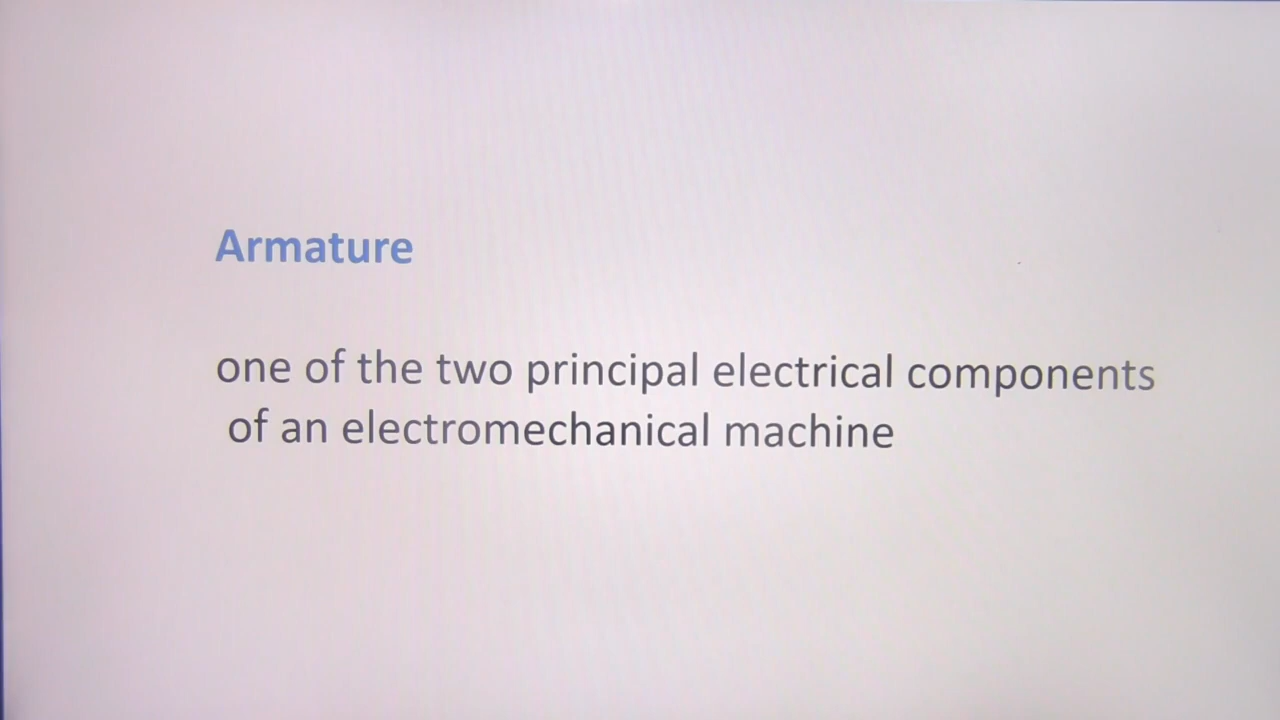 Armature
one of the two principal electrical components
of an electromechanical machine